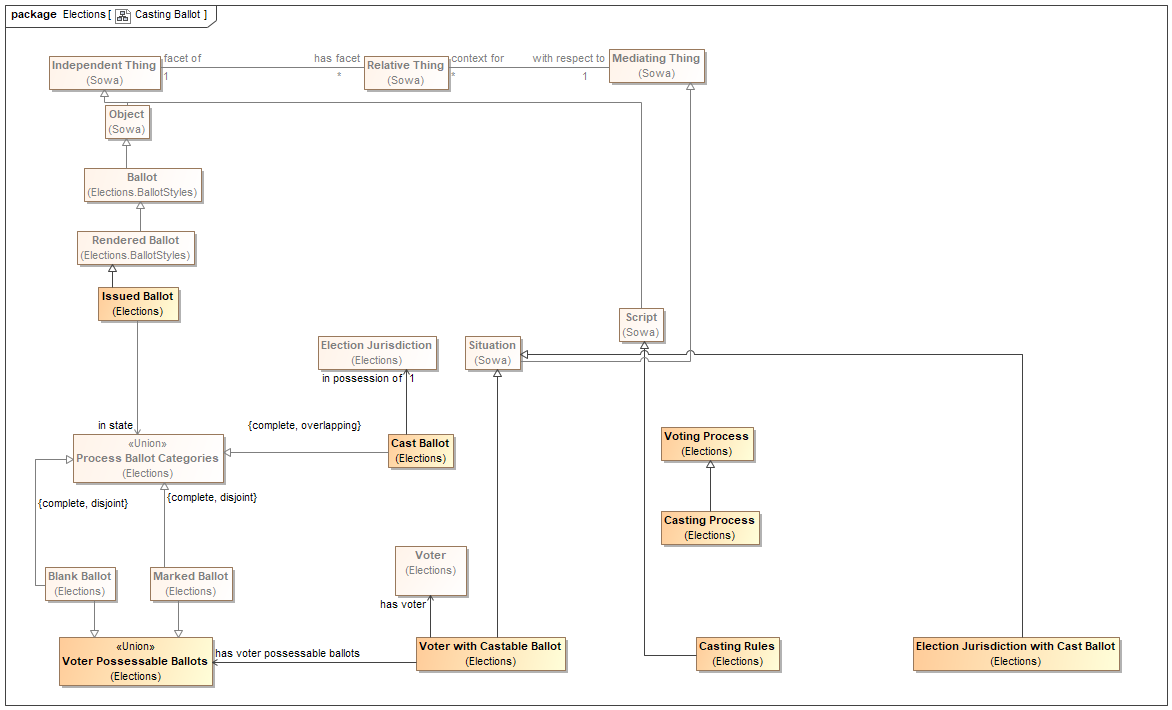 package Elections [ Casting Ballot ]
Independent Thing
(Sowa)
facet of
1
has facet
*
Relative Thing
(Sowa)
context for
*
with respect to
1
Mediating Thing
(Sowa)
Object
(Sowa)
Ballot
(Elections.BallotStyles)
Rendered Ballot
(Elections.BallotStyles)
Issued Ballot
(Elections)
Script
(Sowa)
Election Jurisdiction
(Elections)
Situation
(Sowa)
in possession of
1
in state
{complete, overlapping}
«Union»
Process Ballot Categories
(Elections)
Cast Ballot
(Elections)
Voting Process
(Elections)
{complete, disjoint}
{complete, disjoint}
Casting Process
(Elections)
Blank Ballot
(Elections)
Marked Ballot
(Elections)
Voter
(Elections)
has voter
«Union»
Voter Possessable Ballots
(Elections)
has voter possessable ballots
Voter with Castable Ballot
(Elections)
Casting Rules
(Elections)
Election Jurisdiction with Cast Ballot
(Elections)